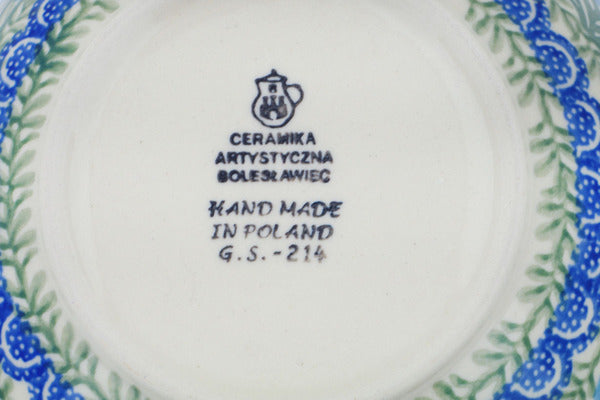 CERAMIKA
ARTYSTYCZNA
BOLESŁAWIEC
HAND MADE
IN POLAND
G.S.-214